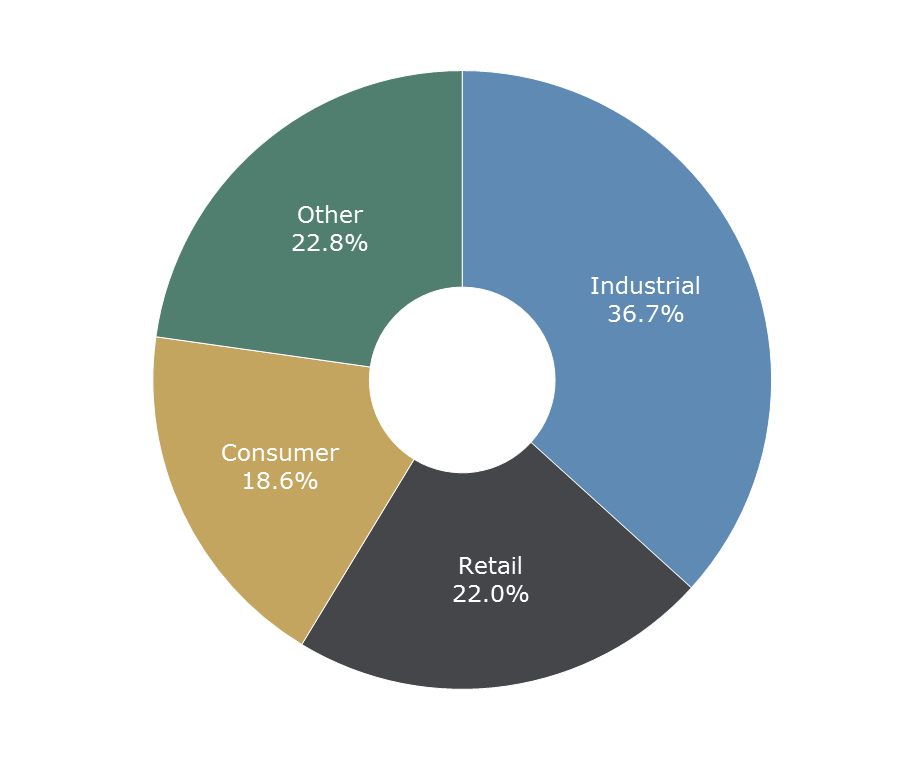 Other
22.8%
Industrial
36.7%
Consumer
18.6%
Retail
22.0%